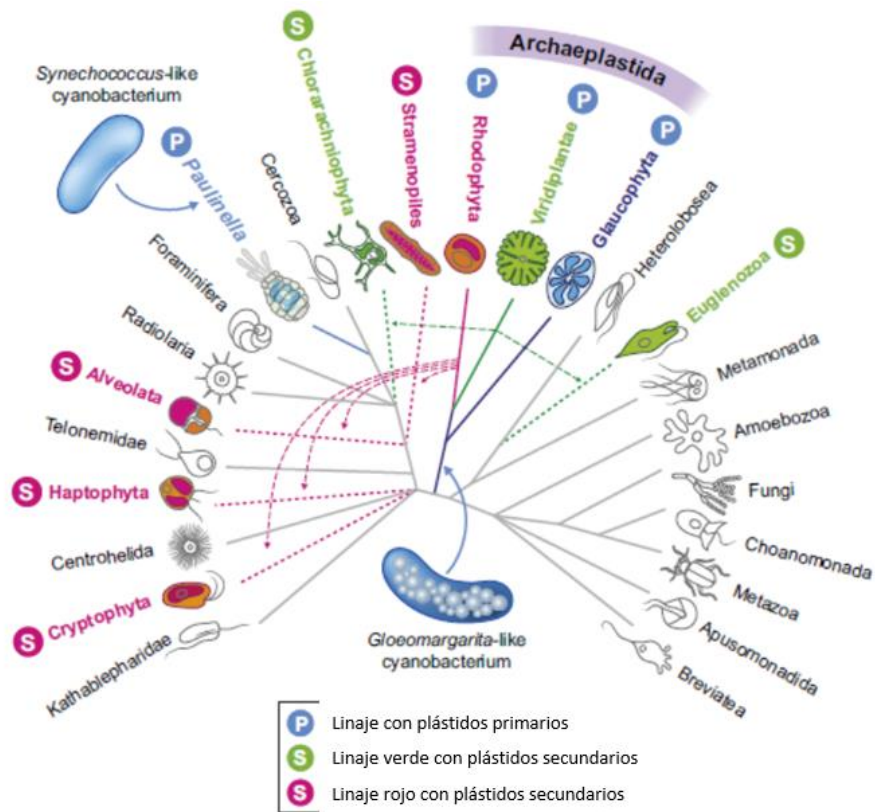 Archaeplastida
Synechococcus-like
cyanobacterium
P Paulinella
Cercozoa
S Chlorarachniophyta
S Stramenopiles
P
Rhodophyta
P
Viridiplantae
P
Glaucophyta
Heterolobosea
Euglenozoa S
Foraminifera
Radiolaria
S Alveolata
Telonemidae
S Haptophyta
Centrohelida
S Cryptophyta
Kathablepharidae
Metamonada
Amoebozoa
Fungi
Choanomonada
Metazoa
Apusomonadida
Breviatea
Gloeomargarita-like
cyanobacterium
P Linaje con plástidos primarios
S Linaje verde con plástidos secundarios
S Linaje rojo con plástidos secundarios